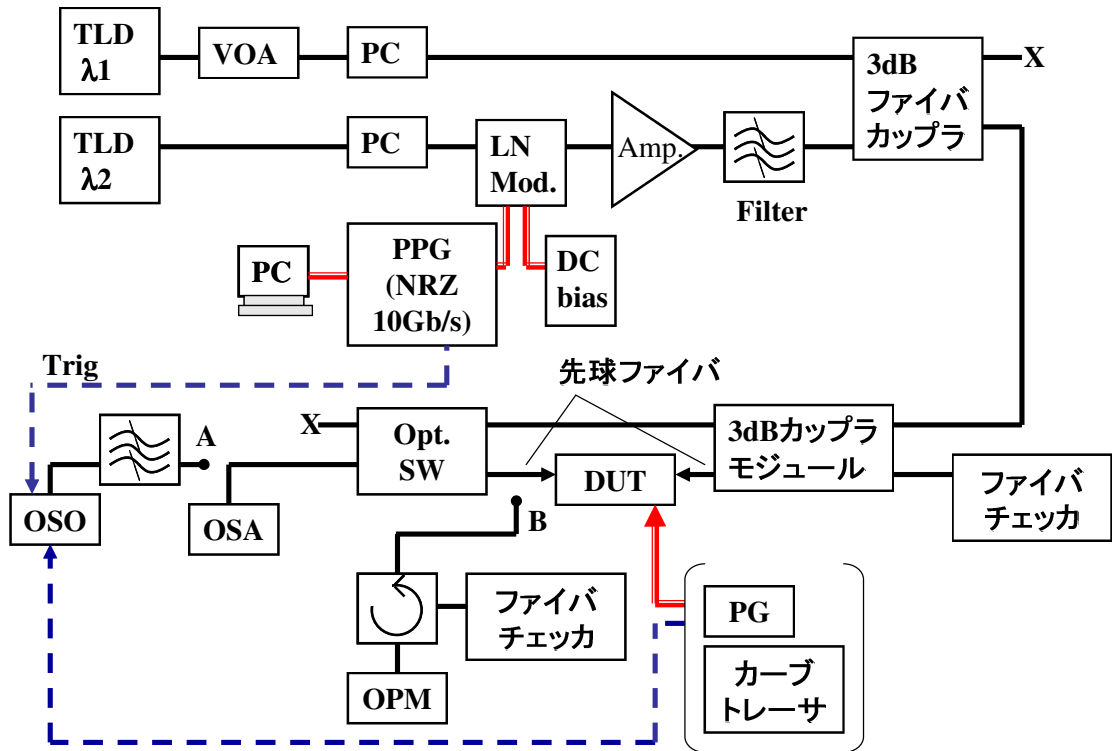 TLD
λ1
VOA
PC
3dB
ファイバ
カップラ
X
TLD
λ2
PC
LN
Mod.
Amp.
Filter
PC
PPG
(NRZ
10Gb/s)
DC
bias
Trig
先球ファイバ
X
Opt.
SW
3dBカップラ
モジュール
A
DUT
ファイバ
チェッカ
OSO
OSA
B
ファイバ
チェッカ
PG
OPM
カーブ
トレーサ